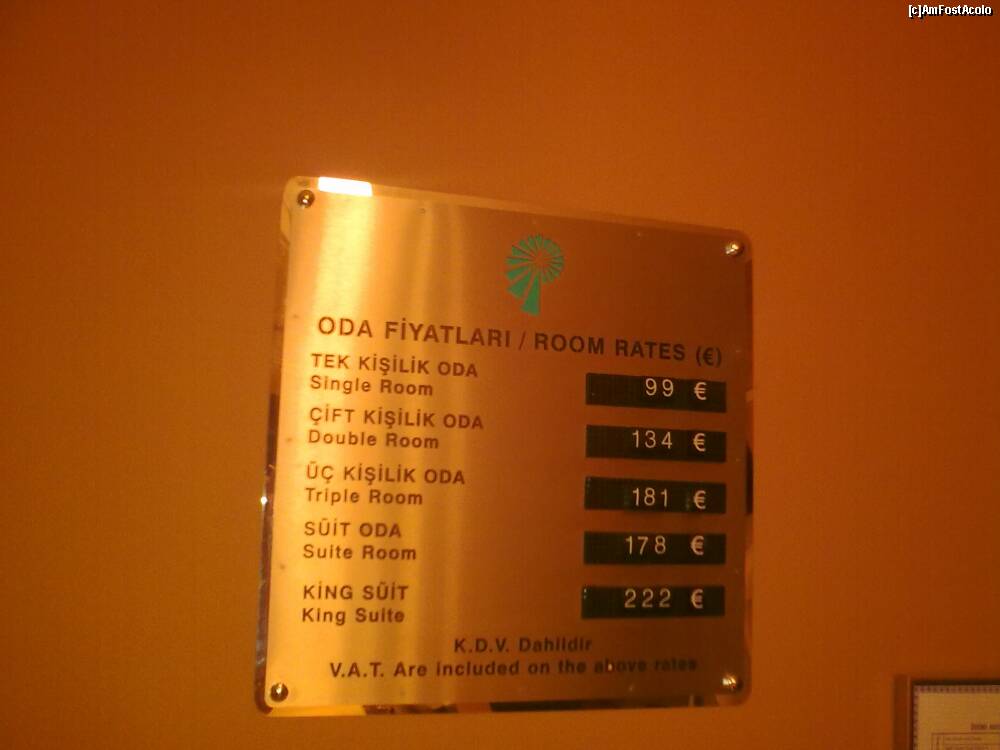 [c]AmFostAcolo
ODA FİYATLARI / ROOM RATES (€)
TEK KİŞİLİK ODA
Single Room
99 €
ÇİFT KİŞİLİK ODA
Double Room
134 €
ÜÇ KİŞİLİK ODA
Triple Room
181 €
SÜİT ODA
Suite Room
178 €
KİNG SÜİT
King Suite
222 €
K.D.V. Dahildir
V.A.T. Are included on the above rates